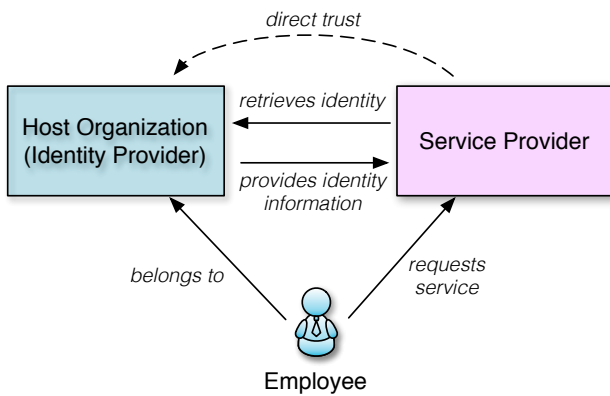 direct trust
retrieves identity
Host Organization
(Identity Provider)
Service Provider
provides identity
information
belongs to
requests
service
Employee